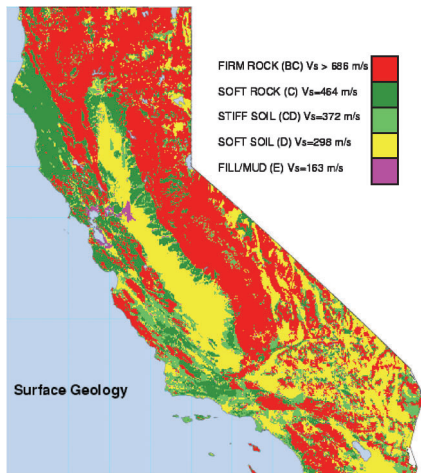 FIRM ROCK (BC) Vs > 686 m/s
SOFT ROCK (C) Vs=464 m/s
STIFF SOIL (CD) Vs=372 m/s
SOFT SOIL (D) Vs=298 m/s
FILL/MUD (E) Vs=163 m/s
Surface Geology